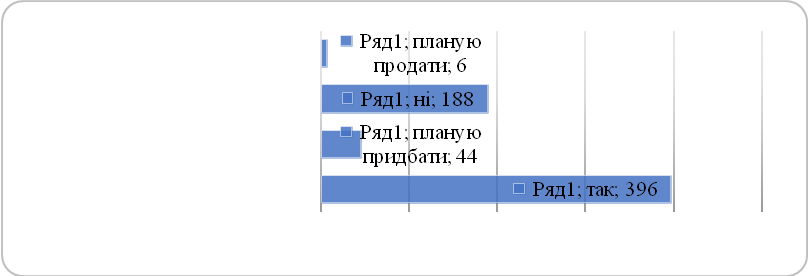 Ряд1; планую
продати; 6
Ряд1; ні; 188
Ряд1; планую
придбати; 44
Ряд1; так; 396